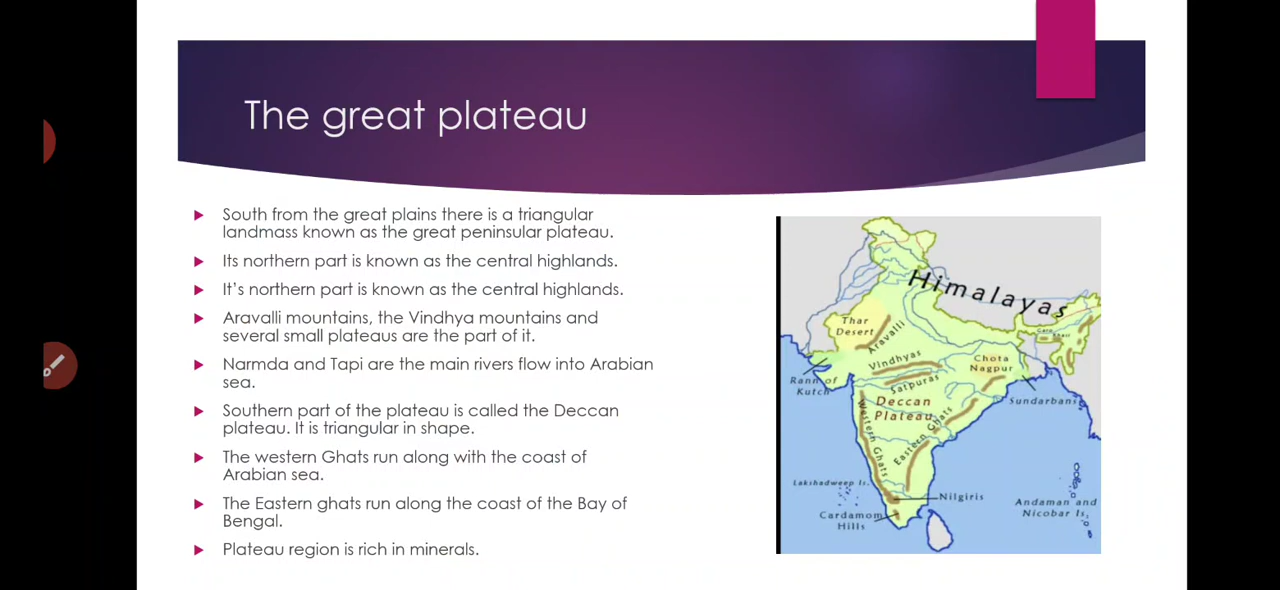 The great plateau
South from the great plains there is a triangular
landmass known as the great peninsular plateau.
Its northern part is known as the central highlands.
It's northern part is known as the central highlands.
Aravalli mountains, the Vindhya mountains and
several small plateaus are the part of it.
Narmda and Tapi are the main rivers flow into Arabian
sea.
Southern part of the plateau is called the Deccan
plateau. It is triangular in shape.
The western Ghats run along with the coast of
Arabian sea.
The Eastern ghats run along the coast of the Bay of
Bengal.
Plateau region is rich in minerals.
Himalayas
Thar
Desert
Aravalli
Vindhyas
Satpuras
Chota
Nagpur
Rann of
Kutch
Sundarbans
Deccan
Plateau
Western Ghats
Eastern Ghats
Lakshadweep Is.
Nilgiris
Cardamom
Hills
Andaman and
Nicobar Is.